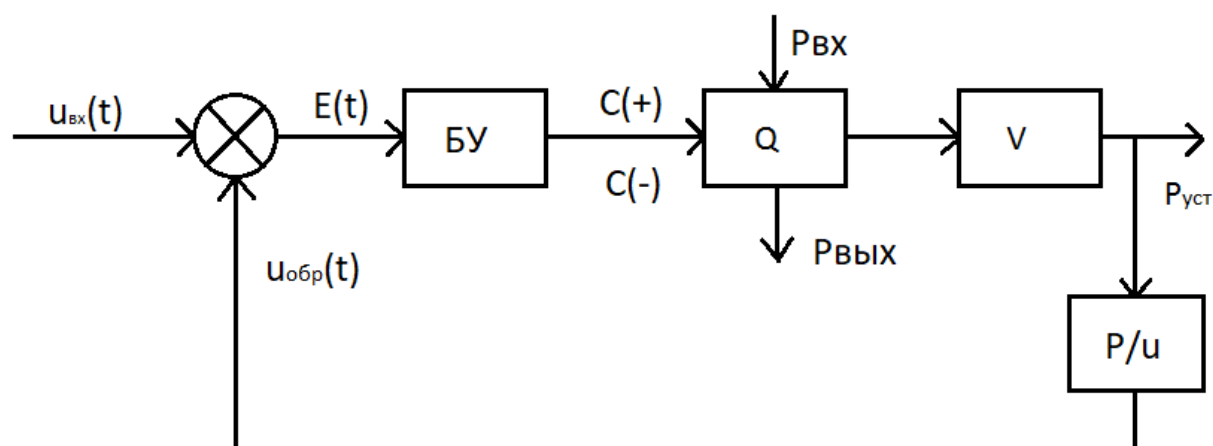 Pвх
uвх(t)
E(t)
БУ
C(+)
C(-)
Q
V
Pуст
Pвых
uобр(t)
P/u